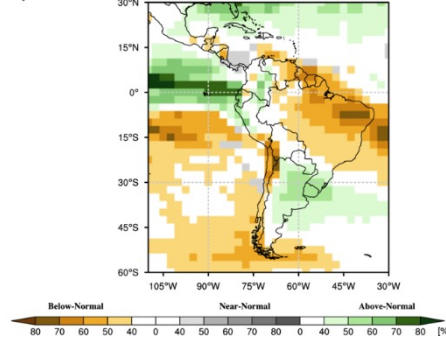 30°N
15°N
0°
15°S
30°S
45°S
60°S
105°W 90°W 75°W 60°W 45°W 30°W
Below-Normal Near-Normal Above-Normal
80 70 60 50 40 0 40 50 60 70 80 0 40 50 60 70 80 [%